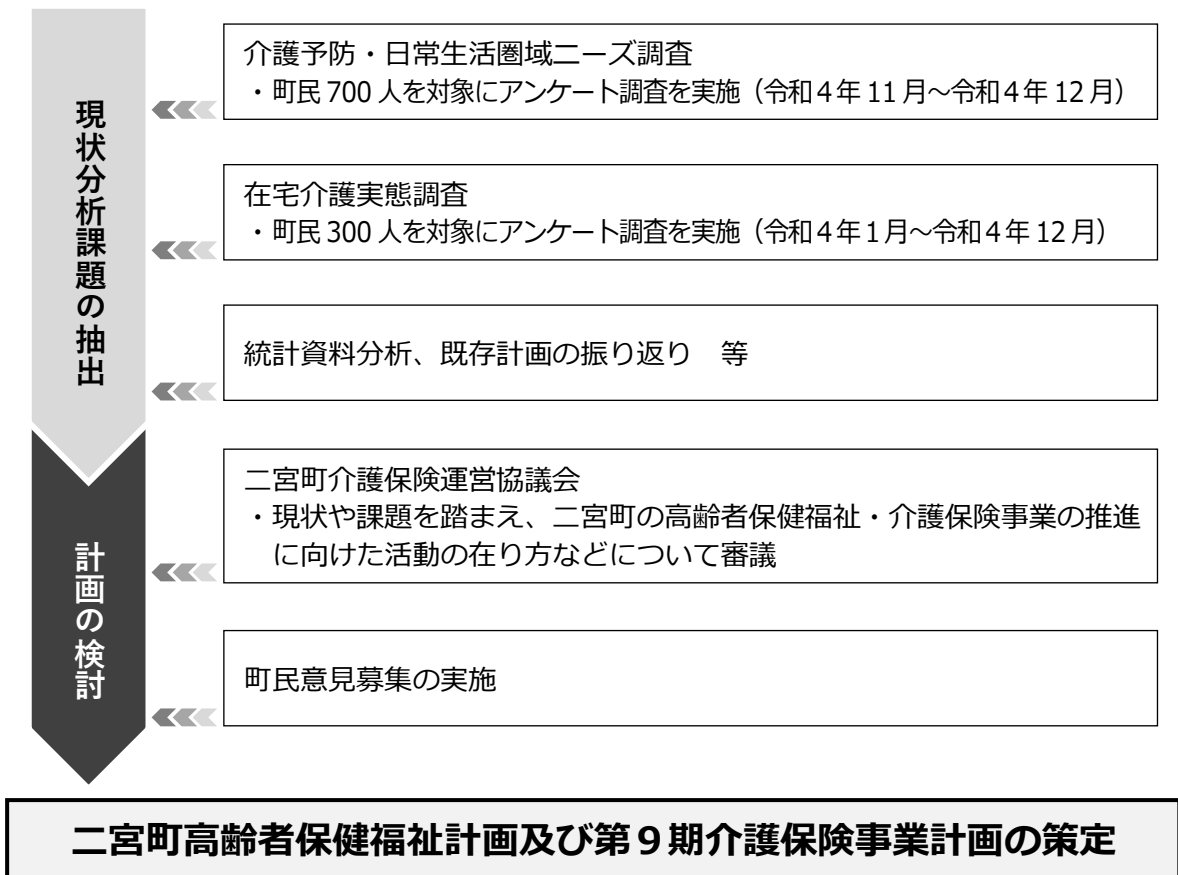 現状分析課題の抽出
介護予防・日常生活圏域ニーズ調査
・町民 700 人を対象にアンケート調査を実施（令和４年 11 月～令和４年 12 月）
在宅介護実態調査
・町民 300 人を対象にアンケート調査を実施（令和４年１月～令和４年 12 月）
統計資料分析、既存計画の振り返り　等
計画の検討
二宮町介護保険運営協議会
・現状や課題を踏まえ、二宮町の高齢者保健福祉・介護保険事業の推進
に向けた活動の在り方などについて審議
町民意見募集の実施
二宮町高齢者保健福祉計画及び第９期介護保険事業計画の策定